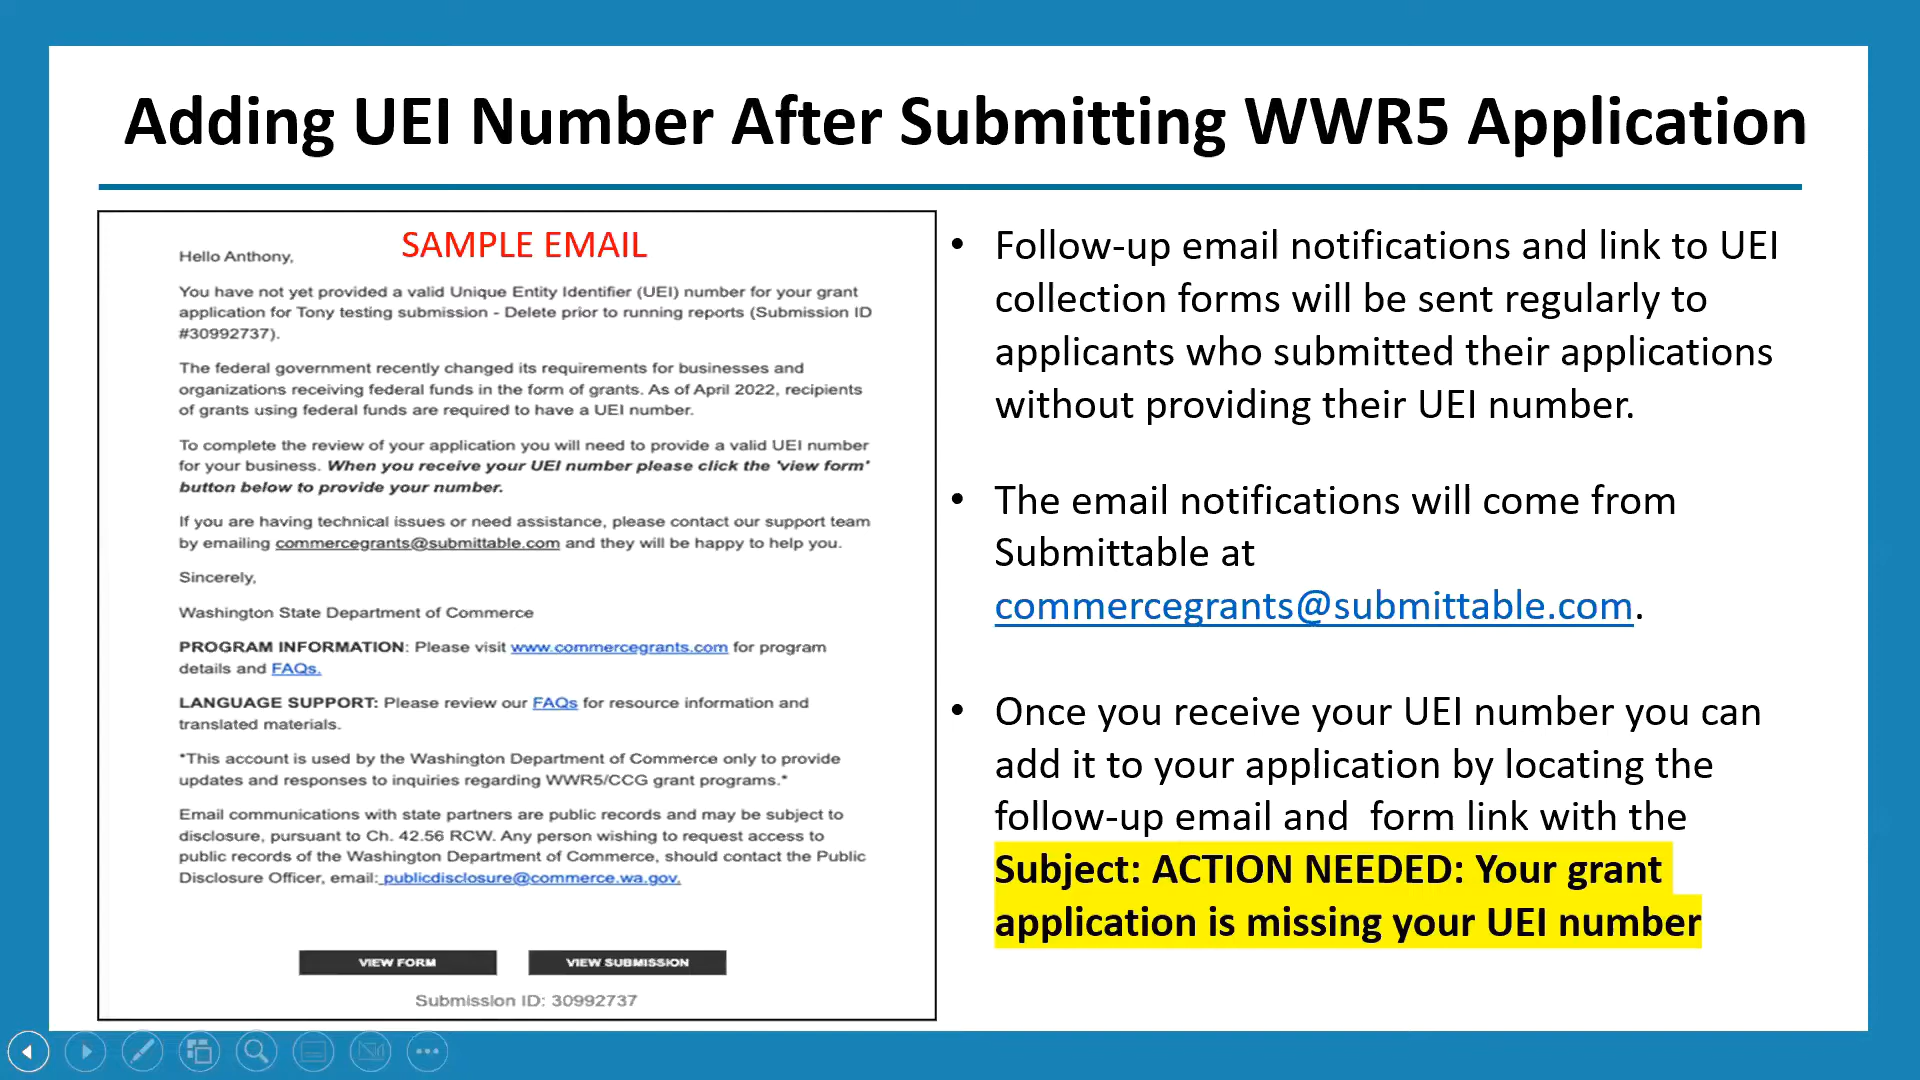 Adding UEI Number After Submitting WWR5 Application
SAMPLE EMAIL
Hello Anthony,
You have not yet provided a valid Unique Entity Identifier (UEI) number for your grant
application for Tony testing submission - Delete prior to running reports (Submission ID
#30992737).
The federal government recently changed its requirements for businesses and
organizations receiving federal funds in the form of grants. As of April 2022, recipients
of grants using federal funds are required to have a UEI number.
To complete the review of your application you will need to provide a valid UEI number
for your business. When you receive your UEI number please click the 'view form'
button below to provide your number.
If you are having technical issues or need assistance, please contact our support team
by emailing commercegrants@submittable.com and they will be happy to help you.
Sincerely,
Washington State Department of Commerce
PROGRAM INFORMATION: Please visit www.commercegrants.com for program
details and FAQs.
LANGUAGE SUPPORT: Please review our FAQs for resource information and
translated materials.
*This account is used by the Washington Department of Commerce only to provide
updates and responses to inquiries regarding WWR5/CCG grant programs.*
Email communications with state partners are public records and may be subject to
disclosure, pursuant to Ch. 42.56 RCW. Any person wishing to request access to
public records of the Washington Department of Commerce, should contact the Public
Disclosure Officer, email: publicdisclosure@commerce.wa.gov.
VIEW FORM
VIEW SUBMISSION
Submission ID: 30992737
• Follow-up email notifications and link to UEI
collection forms will be sent regularly to
applicants who submitted their applications
without providing their UEI number.
• The email notifications will come from
Submittable at
commercegrants@submittable.com.
• Once you receive your UEI number you can
add it to your application by locating the
follow-up email and  form link with the
Subject: ACTION NEEDED: Your grant
application is missing your UEI number